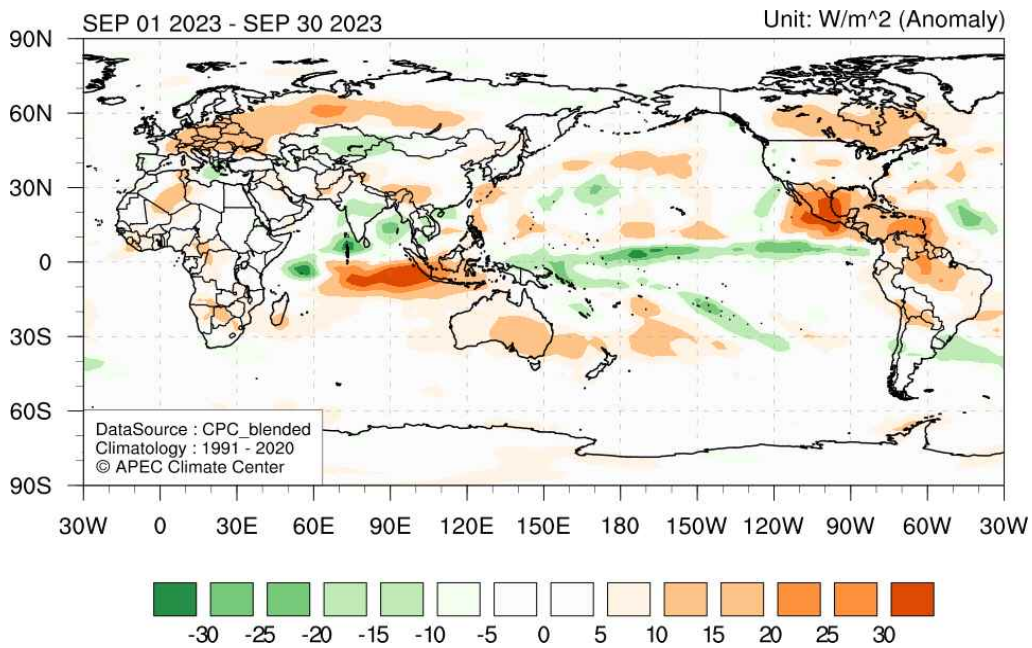 SEP 01 2023 - SEP 30 2023
Unit: W/m^2 (Anomaly)
90N
60N
30N
0
30S
60S
90S
DataSource : CPC_blended
Climatology : 1991 - 2020
© APEC Climate Center
30W 0 30E 60E 90E 120E 150E 180 150W 120W 90W 60W 30W
-30 -25 -20 -15 -10 -5 0 5 10 15 20 25 30